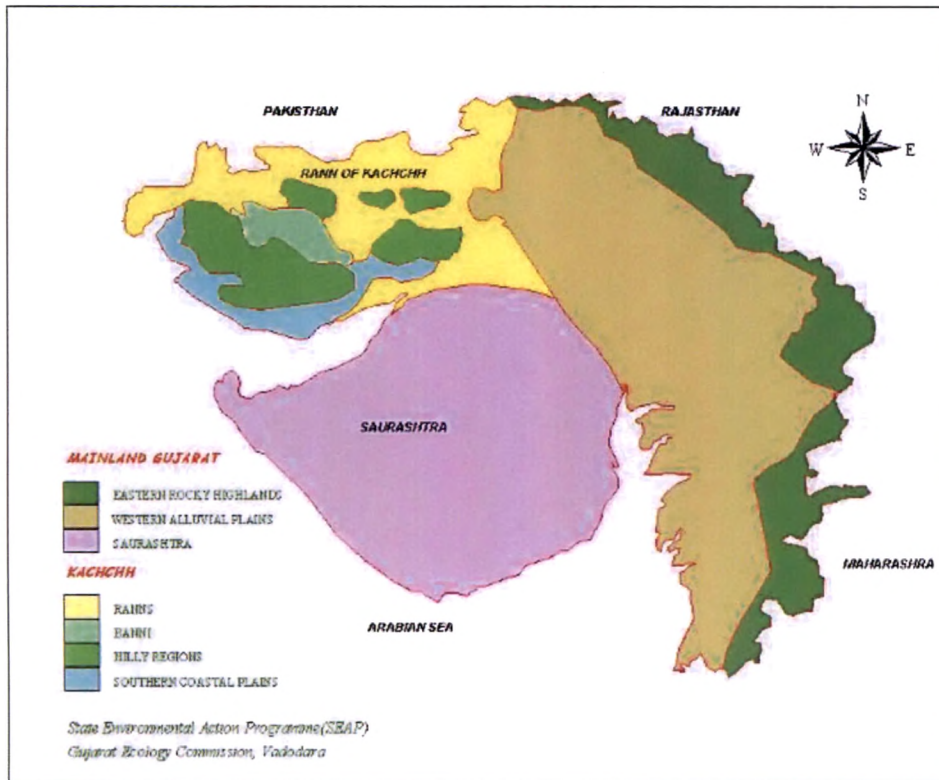 PAKISTHAN
RAJASTHAN
N
W E
S
RANN OF KACHCHH
SAURASHTRA
MAINLAND GUJARAT
EASTERN ROCKY HIGHLANDS
WESTERN ALLUVIAL PLAINS
SAURASHTRA
KACHCHH
RANNS
BANNI
HILLY REGIONS
SOUTHERN COASTAL PLAINS
MAHARASHRA
ARABIAN SEA
State Environmental Action Programme(SEAP)
Gujarat Ecology Commission, Vadodara